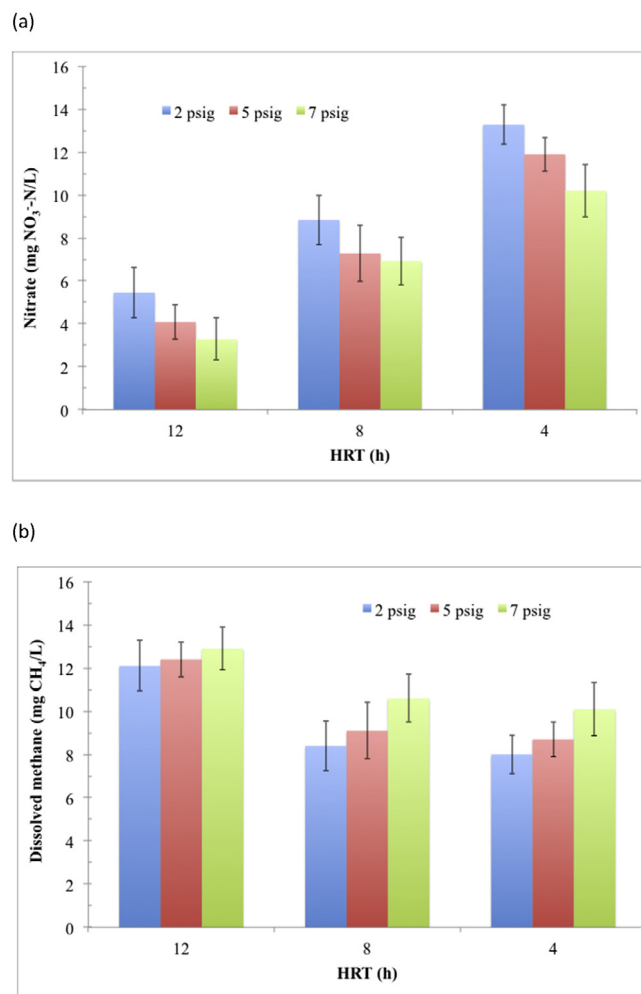 (a)
16
14
12
10
8
6
4
2
0
Nitrate (mg NO₃⁻-N/L)
2 psig 5 psig 7 psig
12 8 4
HRT (h)
(b)
16
14
12
10
8
6
4
2
0
Dissolved methane (mg CH₄/L)
2 psig 5 psig 7 psig
12 8 4
HRT (h)